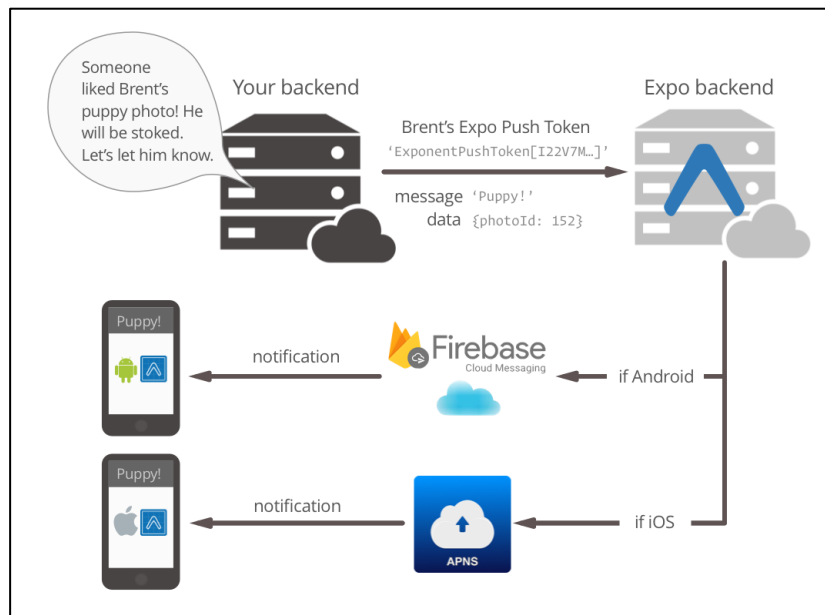 Someone
liked Brent's
puppy photo! He
will be stoked.
Let's let him know.
Your backend
Expo backend
Brent's Expo Push Token
‘ExponentPushToken[I22V7M…]’
message ‘Puppy!’
data {photoId: 152}
Puppy!
notification
Firebase
Cloud Messaging
if Android
Puppy!
notification
APNS
if iOS